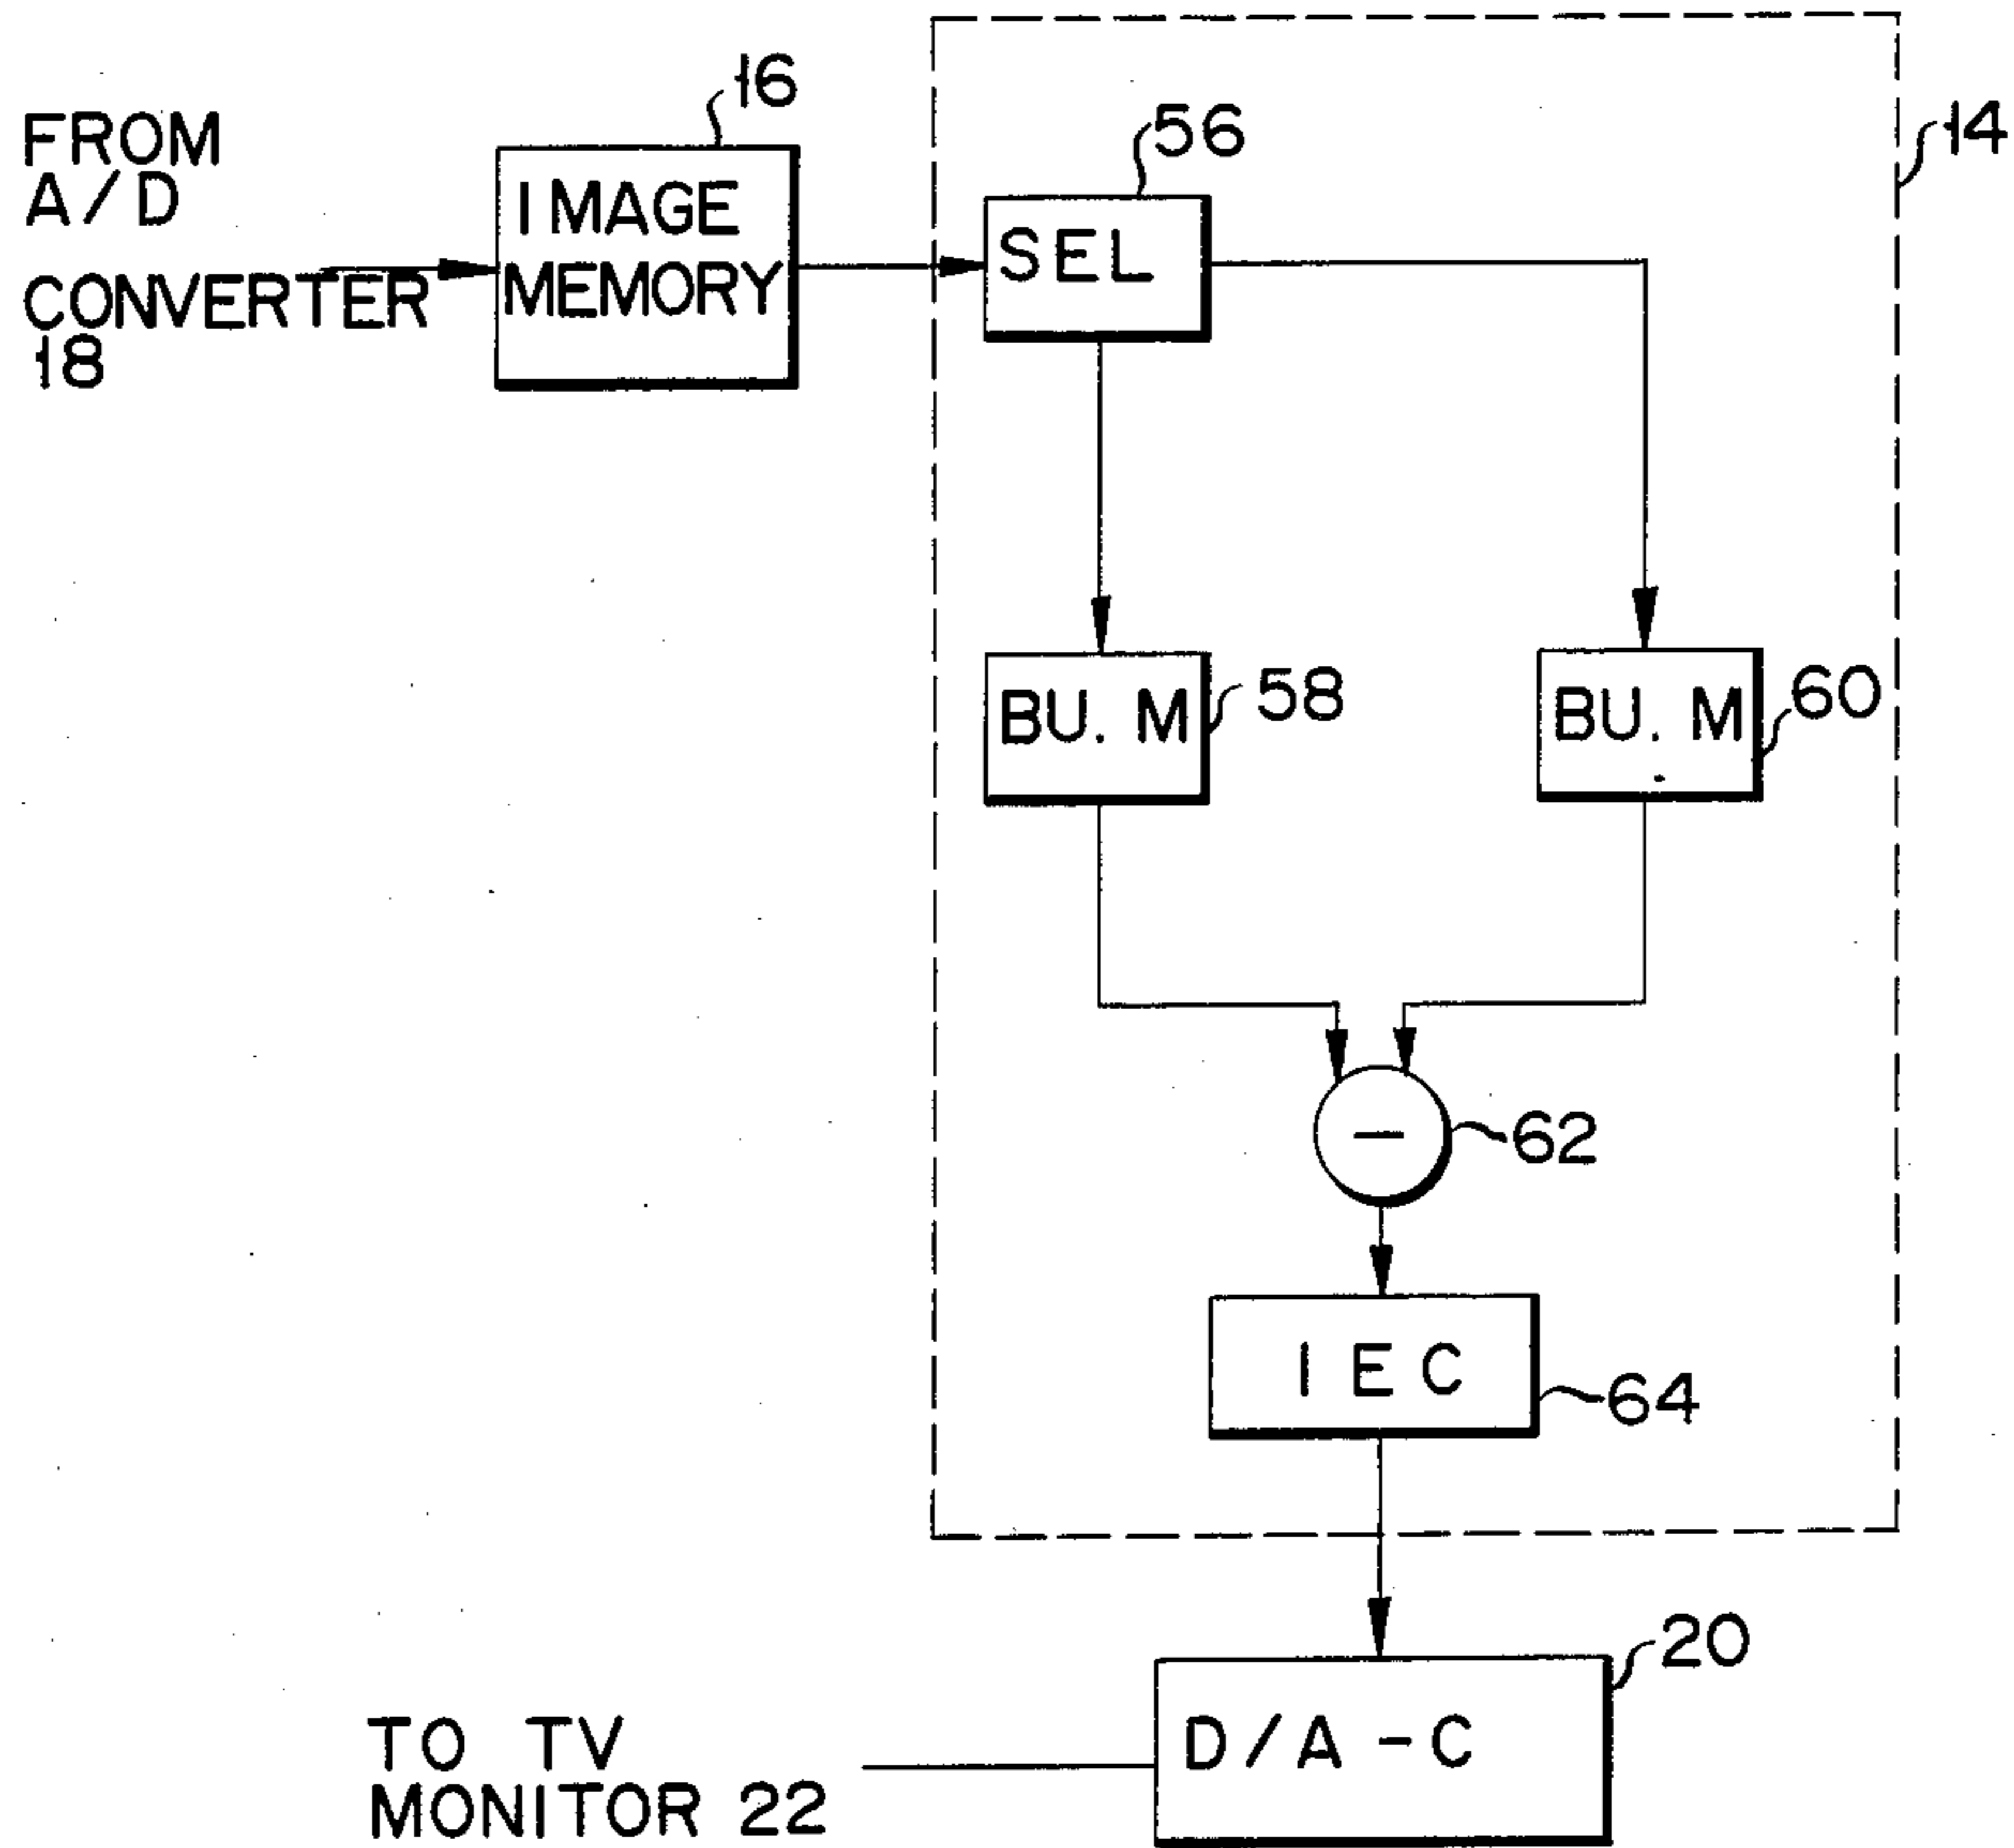 FROM
A/D
CONVERTER
18
16
IMAGE
MEMORY
56
SEL
14
BU. M
58
BU. M
60
−
62
IEC
64
20
D/A-C
TO TV
MONITOR 22